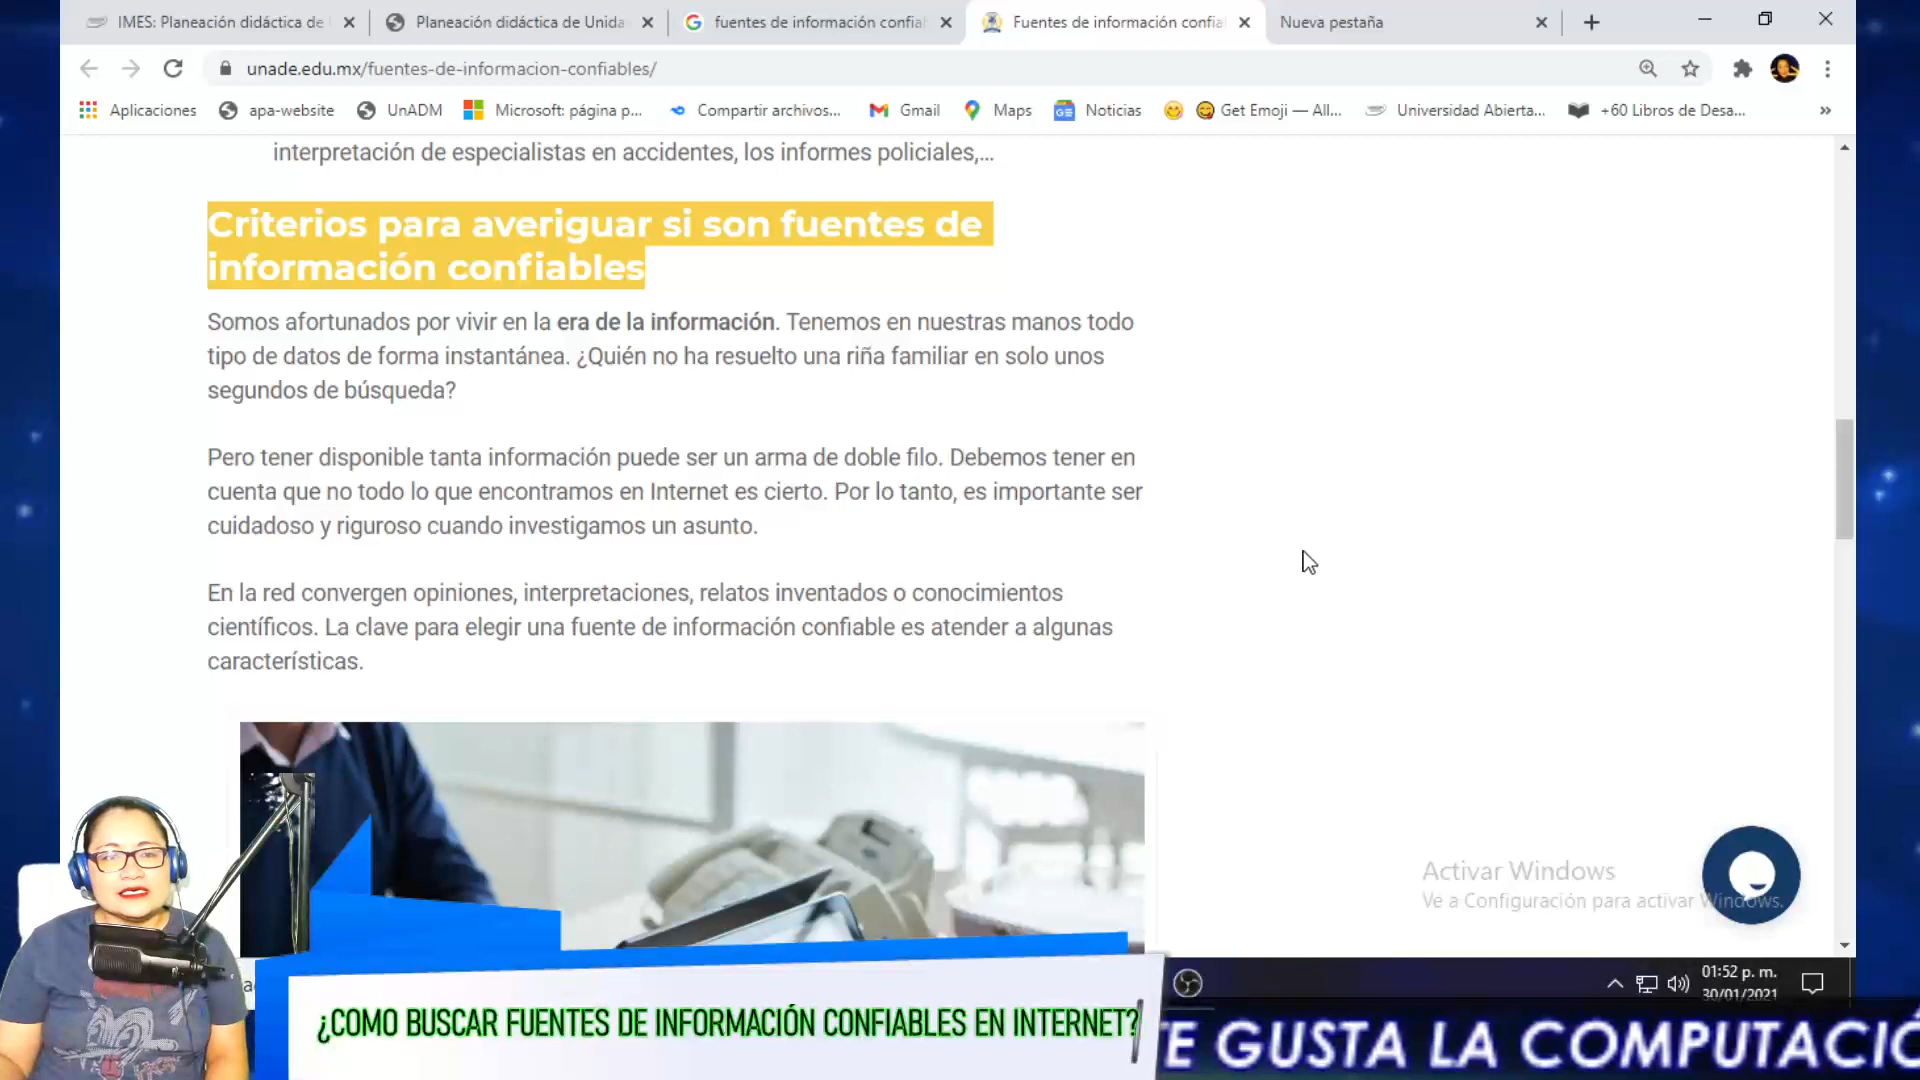 IMES: Planeación didáctica de
Planeación didáctica de Unida
fuentes de información confia
Fuentes de información confia
Nueva pestaña
unade.edu.mx/fuentes-de-informacion-confiables/
Aplicaciones
apa-website
UnADM
Microsoft: página p...
Compartir archivos...
Gmail
Maps
Noticias
Get Emoji — All...
Universidad Abierta...
+60 Libros de Desa...
interpretación de especialistas en accidentes, los informes policiales,...
Criterios para averiguar si son fuentes de
información confiables
Somos afortunados por vivir en la era de la información. Tenemos en nuestras manos todo
tipo de datos de forma instantánea. ¿Quién no ha resuelto una riña familiar en solo unos
segundos de búsqueda?
Pero tener disponible tanta información puede ser un arma de doble filo. Debemos tener en
cuenta que no todo lo que encontramos en Internet es cierto. Por lo tanto, es importante ser
cuidadoso y riguroso cuando investigamos un asunto.
En la red convergen opiniones, interpretaciones, relatos inventados o conocimientos
científicos. La clave para elegir una fuente de información confiable es atender a algunas
características.
Activar Windows
Ve a Configuración para activar Windows.
01:52 p. m.
30/01/2021
¿COMO BUSCAR FUENTES DE INFORMACIÓN CONFIABLES EN INTERNET?
TE GUSTA LA COMPUTACIÓ